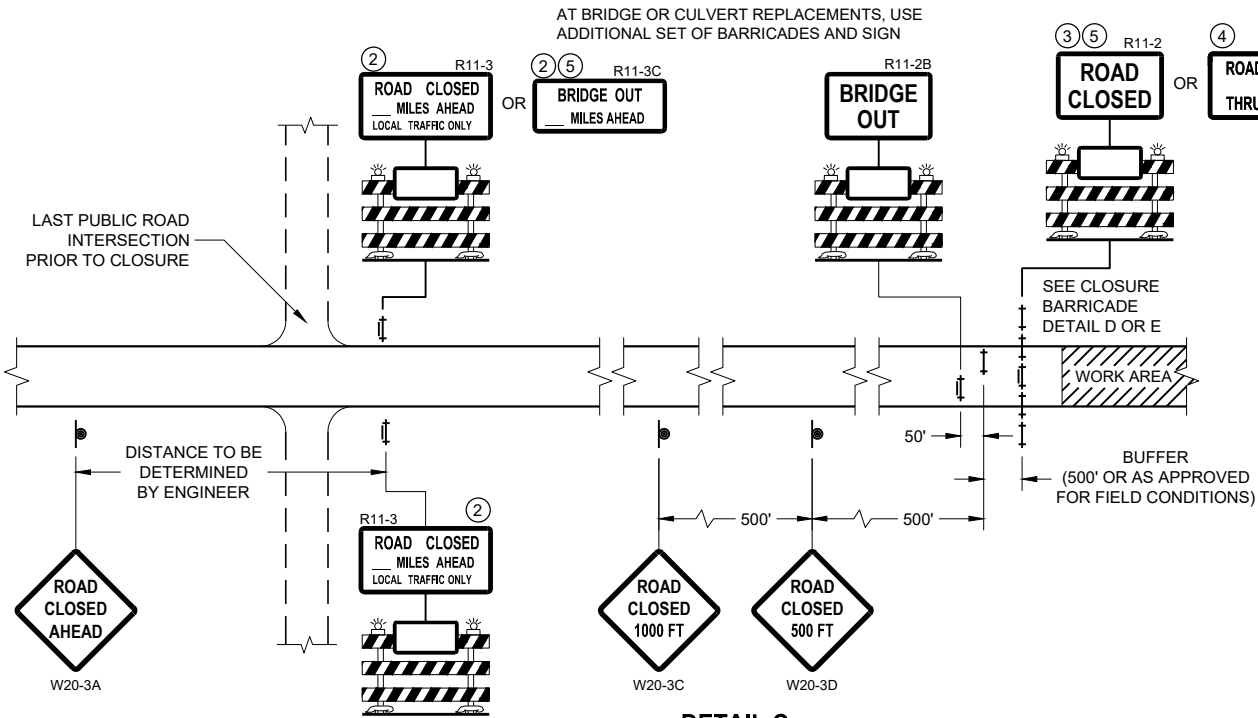 AT BRIDGE OR CULVERT REPLACEMENTS, USE
ADDITIONAL SET OF BARRICADES AND SIGN
2
R11-3
ROAD CLOSED
___ MILES AHEAD
LOCAL TRAFFIC ONLY
OR
2 5
R11-3C
BRIDGE OUT
___ MILES AHEAD
R11-2B
BRIDGE
OUT
3 5
R11-2
ROAD
CLOSED
OR
4
ROAD
THRU
LAST PUBLIC ROAD
INTERSECTION
PRIOR TO CLOSURE
SEE CLOSURE
BARRICADE
DETAIL D OR E
WORK AREA
DISTANCE TO BE
DETERMINED
BY ENGINEER
50'
BUFFER
(500' OR AS APPROVED
FOR FIELD CONDITIONS)
500'
500'
R11-3
2
ROAD CLOSED
___ MILES AHEAD
LOCAL TRAFFIC ONLY
ROAD
CLOSED
AHEAD
W20-3A
ROAD
CLOSED
1000 FT
W20-3C
ROAD
CLOSED
500 FT
W20-3D